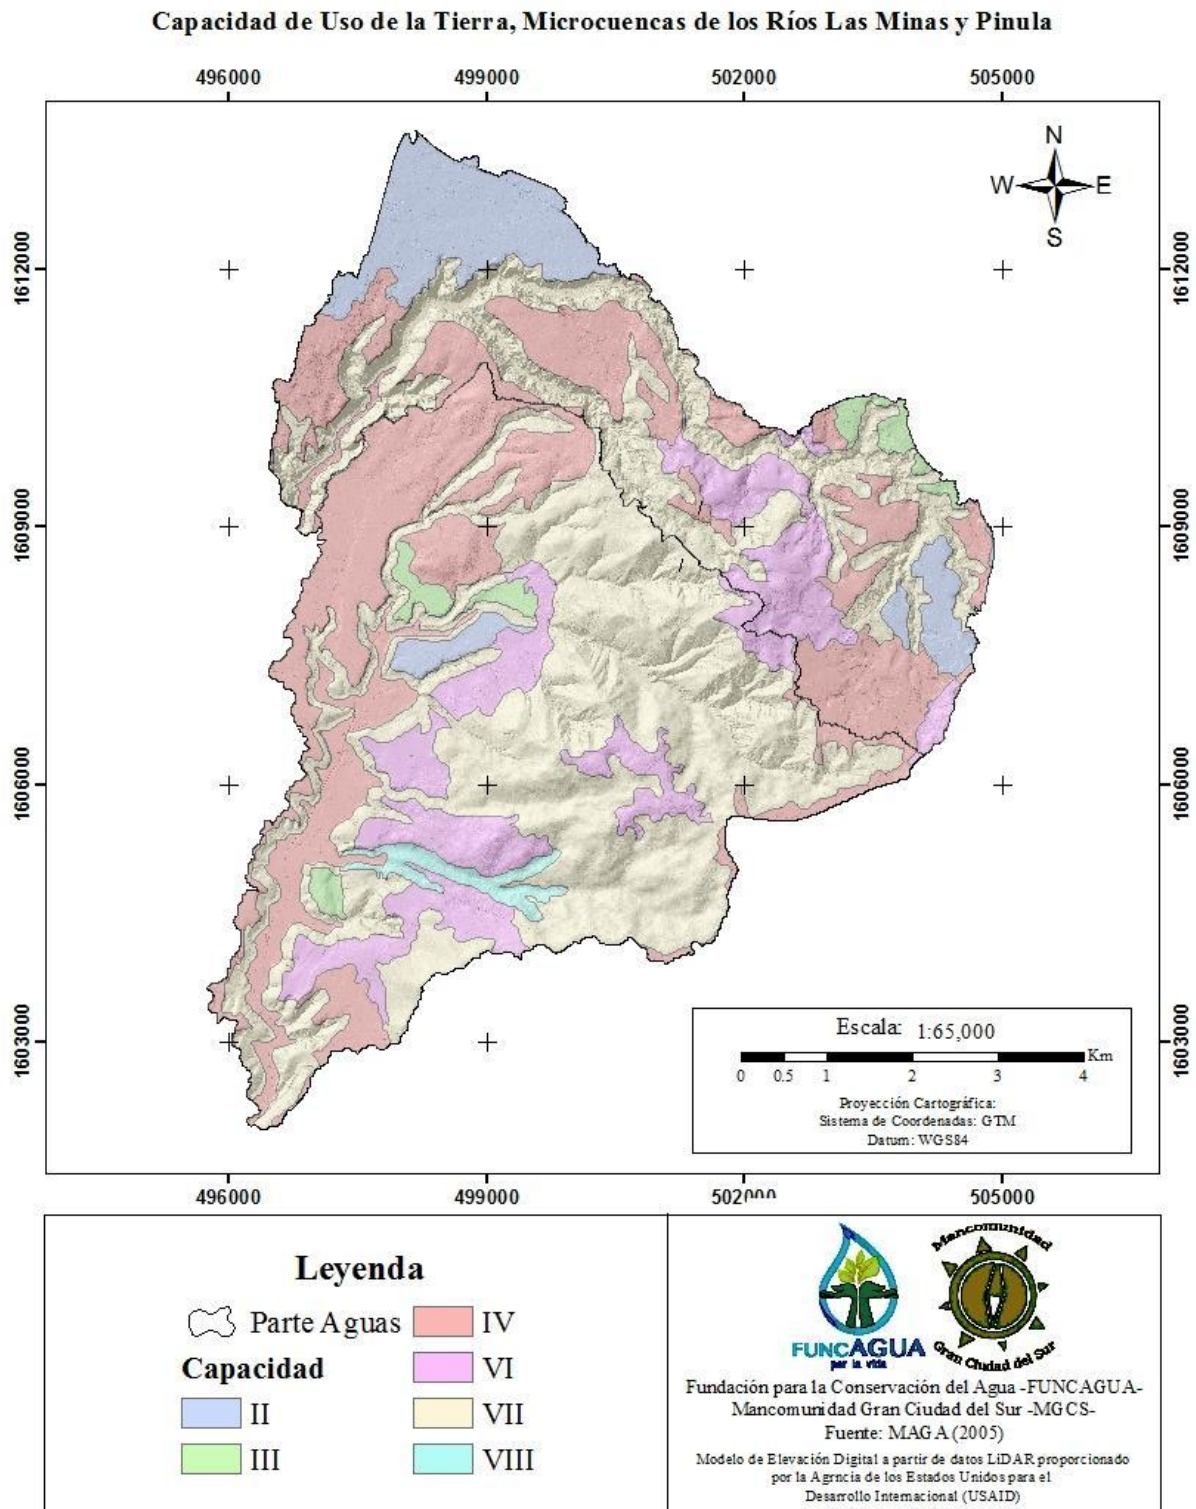 Capacidad de Uso de la Tierra, Microcuencas de los Ríos Las Minas y Pinula
496000 499000 502000 505000
N
W E
S
1612000 1612000
1609000 1609000
1606000 1606000
1603000 1603000
Escala: 1:65,000
Km
0 0.5 1 2 3 4
Proyección Cartográfica:
Sistema de Coordenadas: GTM
Datum: WGS84
496000 499000 502000 505000
Leyenda
Parte Aguas
Capacidad
II
III
IV
VI
VII
VIII
FUNCAGUA
por la vida
Mancomunidad
Gran Ciudad del Sur
Fundación para la Conservación del Agua -FUNCAGUA-
Mancomunidad Gran Ciudad del Sur -MGCS-
Fuente: MAGA (2005)
Modelo de Elevación Digital a partir de datos LiDAR proporcionado
por la Agrncia de los Estados Unidos para el
Desarrollo Internacional (USAID)